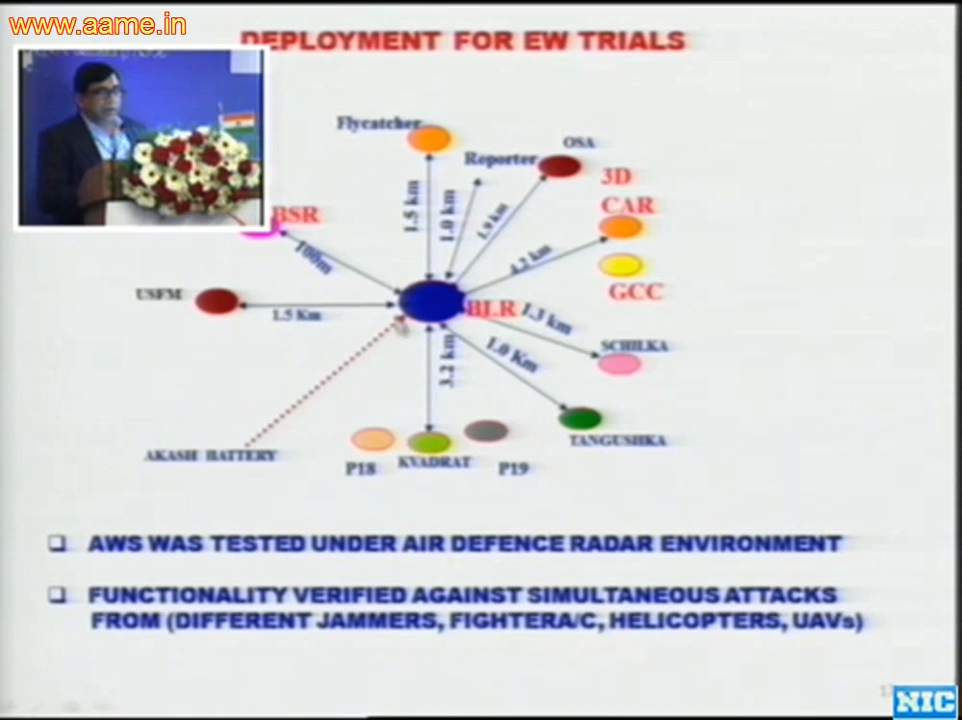 www.aame.in
DEPLOYMENT FOR EW TRIALS
Flycatcher
OSA
Reporter
3D
CAR
1.5 km
1.0 km
1.9 km
BSR
100m
4.2 km
GCC
USFM
1.5 Km
BLR
1.3 km
SCHILKA
3.2 km
1.0 Km
TANGUSHKA
AKASH BATTERY
P18
KVADRAT
P19
❑ AWS WAS TESTED UNDER AIR DEFENCE RADAR ENVIRONMENT
❑ FUNCTIONALITY VERIFIED AGAINST SIMULTANEOUS ATTACKS
FROM (DIFFERENT JAMMERS, FIGHTERA/C, HELICOPTERS, UAVs)
NIC